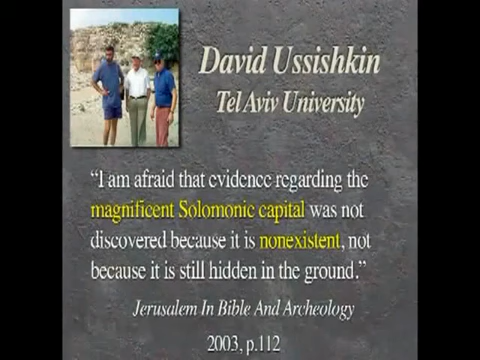 David Ussishkin
Tel Aviv University
“I am afraid that evidence regarding the
magnificent Solomonic capital was not
discovered because it is nonexistent, not
because it is still hidden in the ground.”
Jerusalem In Bible And Archeology
2003, p.112